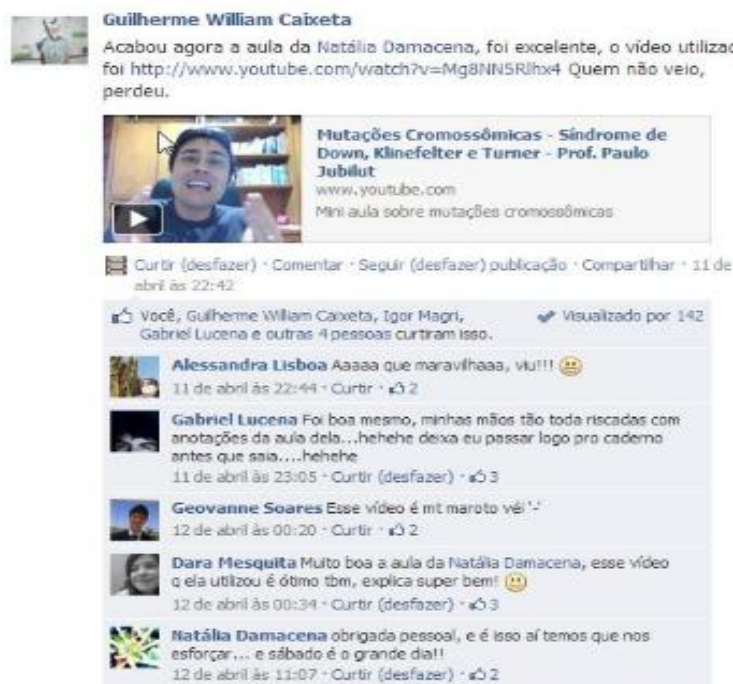 Guilherme William Caixeta
Acabou agora a aula da Natália Damacena, foi excelente, o vídeo utilizad
foi http://www.youtube.com/watch?v=Mg8NN5Rlhx4 Quem não veio,
perdeu.
Mutações Cromossômicas - Síndrome de
Down, Klinefelter e Turner - Prof. Paulo
Jubilut
www.youtube.com
Mini aula sobre mutações cromossômicas
Curtir (desfazer) · Comentar · Seguir (desfazer) publicação · Compartilhar · 11 de
abril às 22:42
Você, Guilherme William Caixeta, Igor Magri,
Gabriel Lucena e outras 4 pessoas curtiram isso.
Visualizado por 142
Alessandra Lisboa Aaaaa que maravilhaaa, viu!!!
11 de abril às 22:44 · Curtir · 2
Gabriel Lucena Foi boa mesmo, minhas mãos tão toda riscadas com
anotações da aula dela...hehehe deixa eu passar logo pro caderno
antes que saia....hehehe
11 de abril às 23:05 · Curtir (desfazer) · 3
Geovanne Soares Esse vídeo é mt maroto véi '-'
12 de abril às 00:20 · Curtir · 2
Dara Mesquita Muito boa a aula da Natália Damacena, esse vídeo
q ela utilizou é ótimo tbm, explica super bem!
12 de abril às 00:34 · Curtir (desfazer) · 3
Natália Damacena obrigada pessoal, e é isso aí temos que nos
esforçar... e sábado é o grande dia!!
12 de abril às 11:07 · Curtir (desfazer) · 2